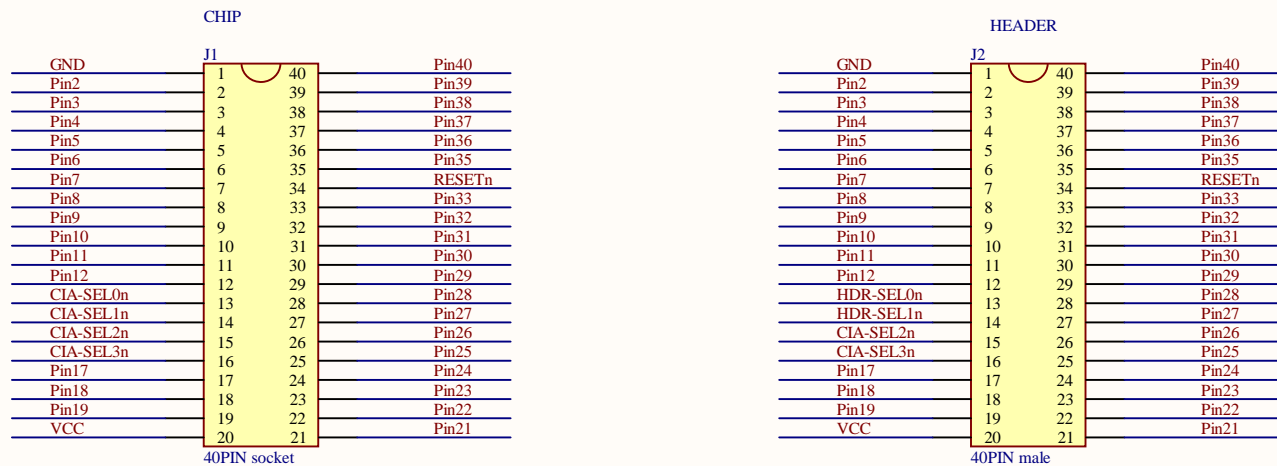 CHIP
HEADER
J1
J2
GND 1 40 Pin40
Pin2 2 39 Pin39
Pin3 3 38 Pin38
Pin4 4 37 Pin37
Pin5 5 36 Pin36
Pin6 6 35 Pin35
Pin7 7 34 RESETn
Pin8 8 33 Pin33
Pin9 9 32 Pin32
Pin10 10 31 Pin31
Pin11 11 30 Pin30
Pin12 12 29 Pin29
CIA-SEL0n 13 28 Pin28
CIA-SEL1n 14 27 Pin27
CIA-SEL2n 15 26 Pin26
CIA-SEL3n 16 25 Pin25
Pin17 17 24 Pin24
Pin18 18 23 Pin23
Pin19 19 22 Pin22
VCC 20 21 Pin21
40PIN socket
GND 1 40 Pin40
Pin2 2 39 Pin39
Pin3 3 38 Pin38
Pin4 4 37 Pin37
Pin5 5 36 Pin36
Pin6 6 35 Pin35
Pin7 7 34 RESETn
Pin8 8 33 Pin33
Pin9 9 32 Pin32
Pin10 10 31 Pin31
Pin11 11 30 Pin30
Pin12 12 29 Pin29
HDR-SEL0n 13 28 Pin28
HDR-SEL1n 14 27 Pin27
CIA-SEL2n 15 26 Pin26
CIA-SEL3n 16 25 Pin25
Pin17 17 24 Pin24
Pin18 18 23 Pin23
Pin19 19 22 Pin22
VCC 20 21 Pin21
40PIN male